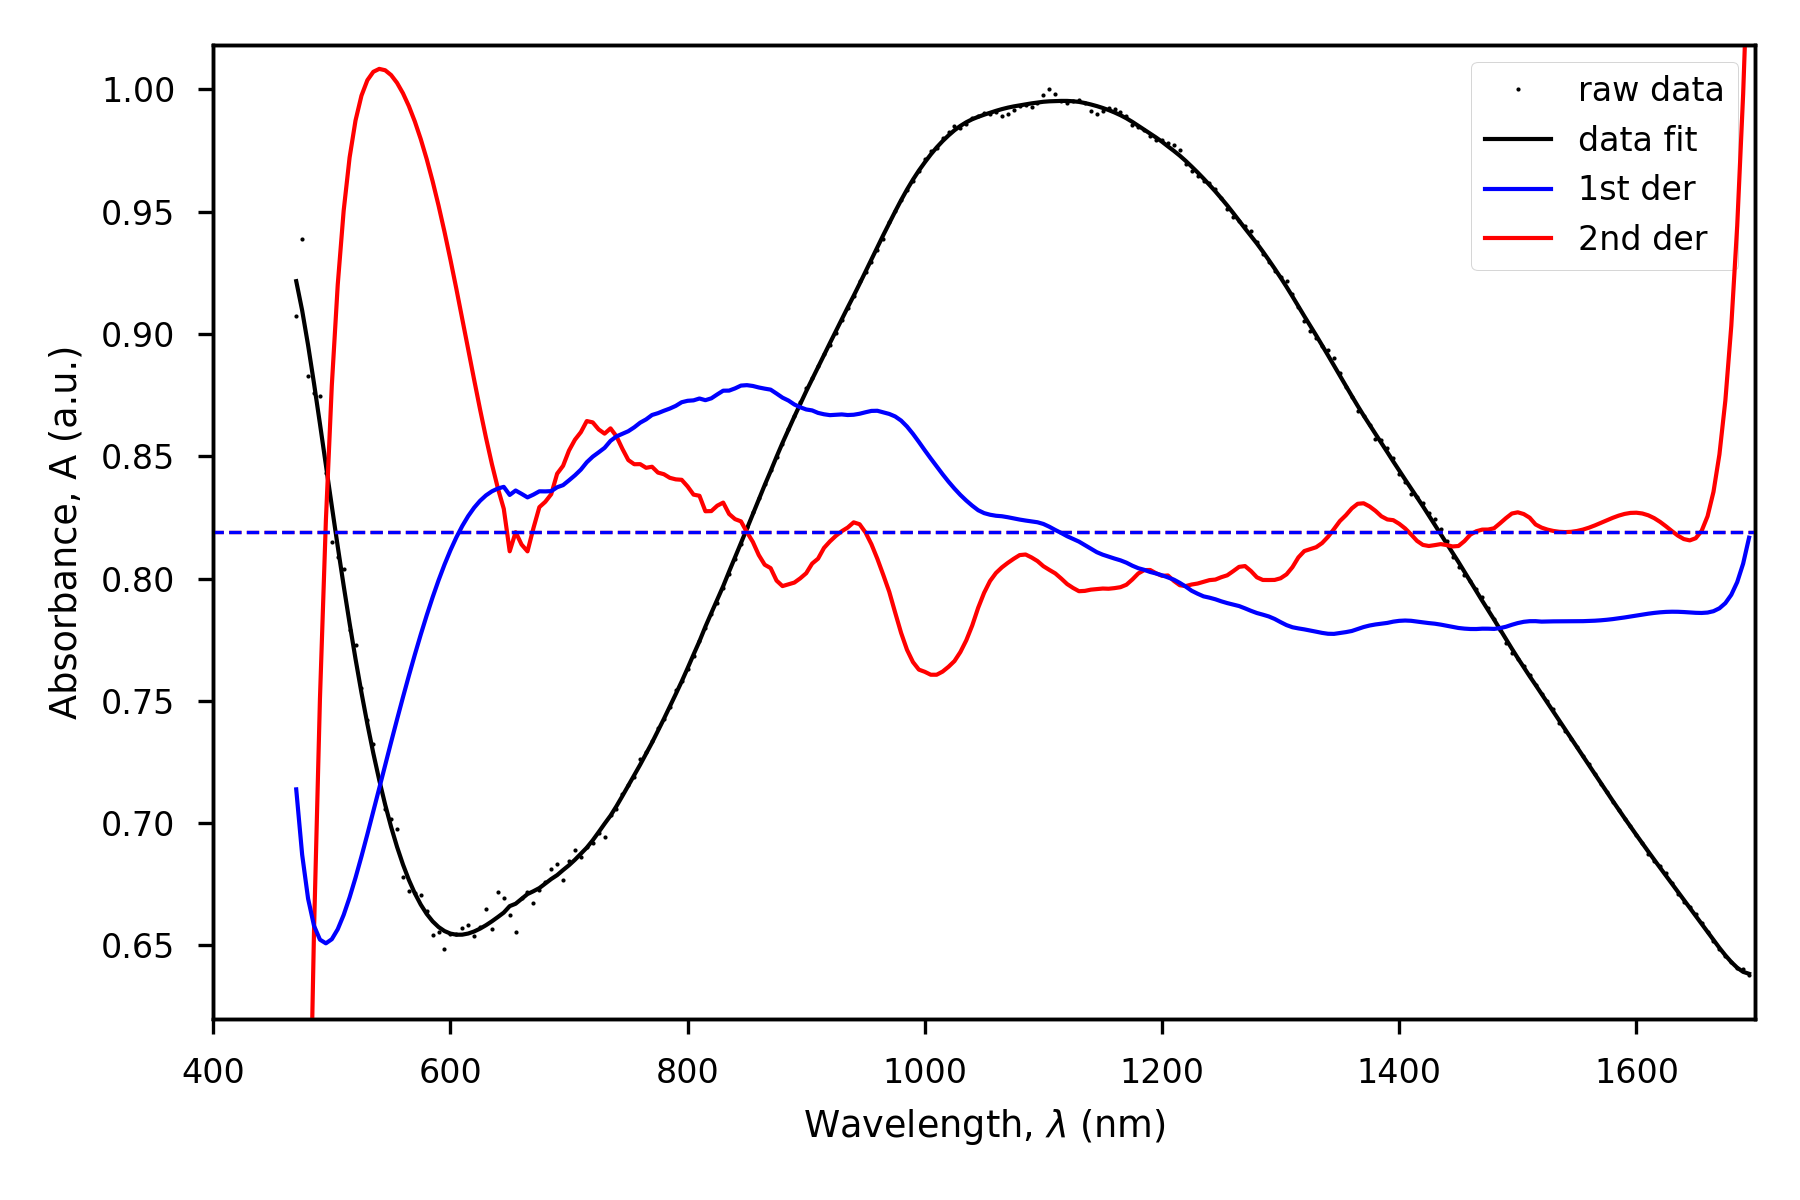 1.00
0.95
0.90
0.85
0.80
0.75
0.70
0.65
Absorbance, A (a.u.)
raw data
data fit
1st der
2nd der
400 600 800 1000 1200 1400 1600
Wavelength, λ (nm)